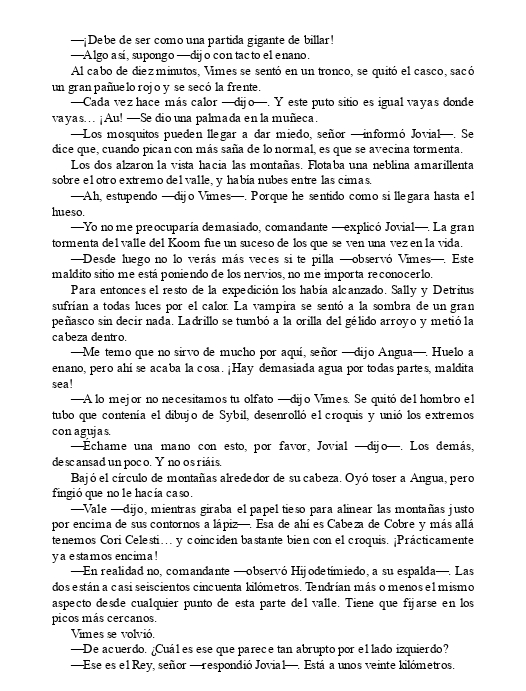 —¡Debe de ser como una partida gigante de billar!
—Algo así, supongo —dijo con tacto el enano.
Al cabo de diez minutos, Vimes se sentó en un tronco, se quitó el casco, sacó
un gran pañuelo rojo y se secó la frente.
—Cada vez hace más calor —dijo—. Y este puto sitio es igual vayas donde
vayas… ¡Au! —Se dio una palmada en la muñeca.
—Los mosquitos pueden llegar a dar miedo, señor —informó Jovial—. Se
dice que, cuando pican con más saña de lo normal, es que se avecina tormenta.
Los dos alzaron la vista hacia las montañas. Flotaba una neblina amarillenta
sobre el otro extremo del valle, y había nubes entre las cimas.
—Ah, estupendo —dijo Vimes—. Porque he sentido como si llegara hasta el
hueso.
—Yo no me preocuparía demasiado, comandante —explicó Jovial—. La gran
tormenta del valle del Koom fue un suceso de los que se ven una vez en la vida.
—Desde luego no lo verás más veces si te pilla —observó Vimes—. Este
maldito sitio me está poniendo de los nervios, no me importa reconocerlo.
Para entonces el resto de la expedición los había alcanzado. Sally y Detritus
sufrían a todas luces por el calor. La vampira se sentó a la sombra de un gran
peñasco sin decir nada. Ladrillo se tumbó a la orilla del gélido arroyo y metió la
cabeza dentro.
—Me temo que no sirvo de mucho por aquí, señor —dijo Angua—. Huelo a
enano, pero ahí se acaba la cosa. ¡Hay demasiada agua por todas partes, maldita
sea!
—A lo mejor no necesitamos tu olfato —dijo Vimes. Se quitó del hombro el
tubo que contenía el dibujo de Sybil, desenrolló el croquis y unió los extremos
con agujas.
—Échame una mano con esto, por favor, Jovial —dijo—. Los demás,
descansad un poco. Y no os riáis.
Bajó el círculo de montañas alrededor de su cabeza. Oyó toser a Angua, pero
fingió que no le hacía caso.
—Vale —dijo, mientras giraba el papel tieso para alinear las montañas justo
por encima de sus contornos a lápiz—. Esa de ahí es Cabeza de Cobre y más allá
tenemos Cori Celesti… y coinciden bastante bien con el croquis. ¡Prácticamente
ya estamos encima!
—En realidad no, comandante —observó Hijodetímiedo, a su espalda—. Las
dos están a casi seiscientos cincuenta kilómetros. Tendrían más o menos el mismo
aspecto desde cualquier punto de esta parte del valle. Tiene que fijarse en los
picos más cercanos.
Vimes se volvió.
—De acuerdo. ¿Cuál es ese que parece tan abrupto por el lado izquierdo?
—Ese es el Rey, señor —respondió Jovial—. Está a unos veinte kilómetros.